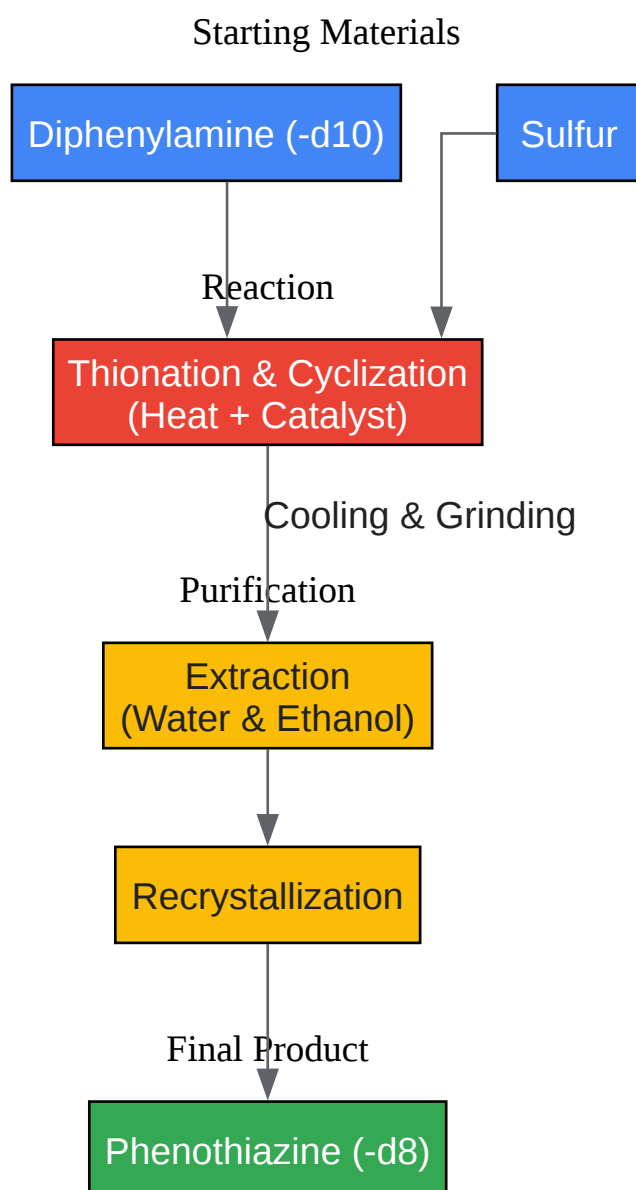 Starting Materials
Diphenylamine (-d10)
Sulfur
Reaction
Thionation & Cyclization
(Heat + Catalyst)
Cooling & Grinding
Purification
Extraction
(Water & Ethanol)
Recrystallization
Final Product
Phenothiazine (-d8)